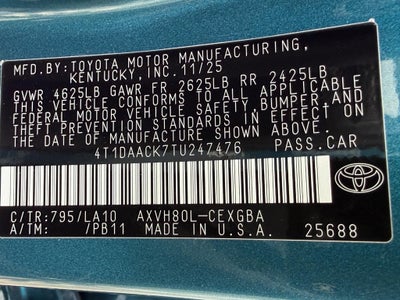 MFD.BY:TOYOTA MOTOR MANUFACTURING,
KENTUCKY,INC.11/25
GVWR 4625LB GAWR FR 2625LB RR 2425LB
THIS VEHICLE CONFORMS TO ALL APPLICABLE
FEDERAL MOTOR VEHICLE SAFETY,BUMPER,AND
THEFT PREVENTION STANDARDS IN EFFECT ON
THE DATE OF MANUFACTURE SHOWN ABOVE.
4T1DAACK7TU247476 PASS.CAR
C/TR:795/LA10 AXVH80L-CEXGBA
A/TM: /PB11 MADE IN U.S.A.
25688
TOYOTA